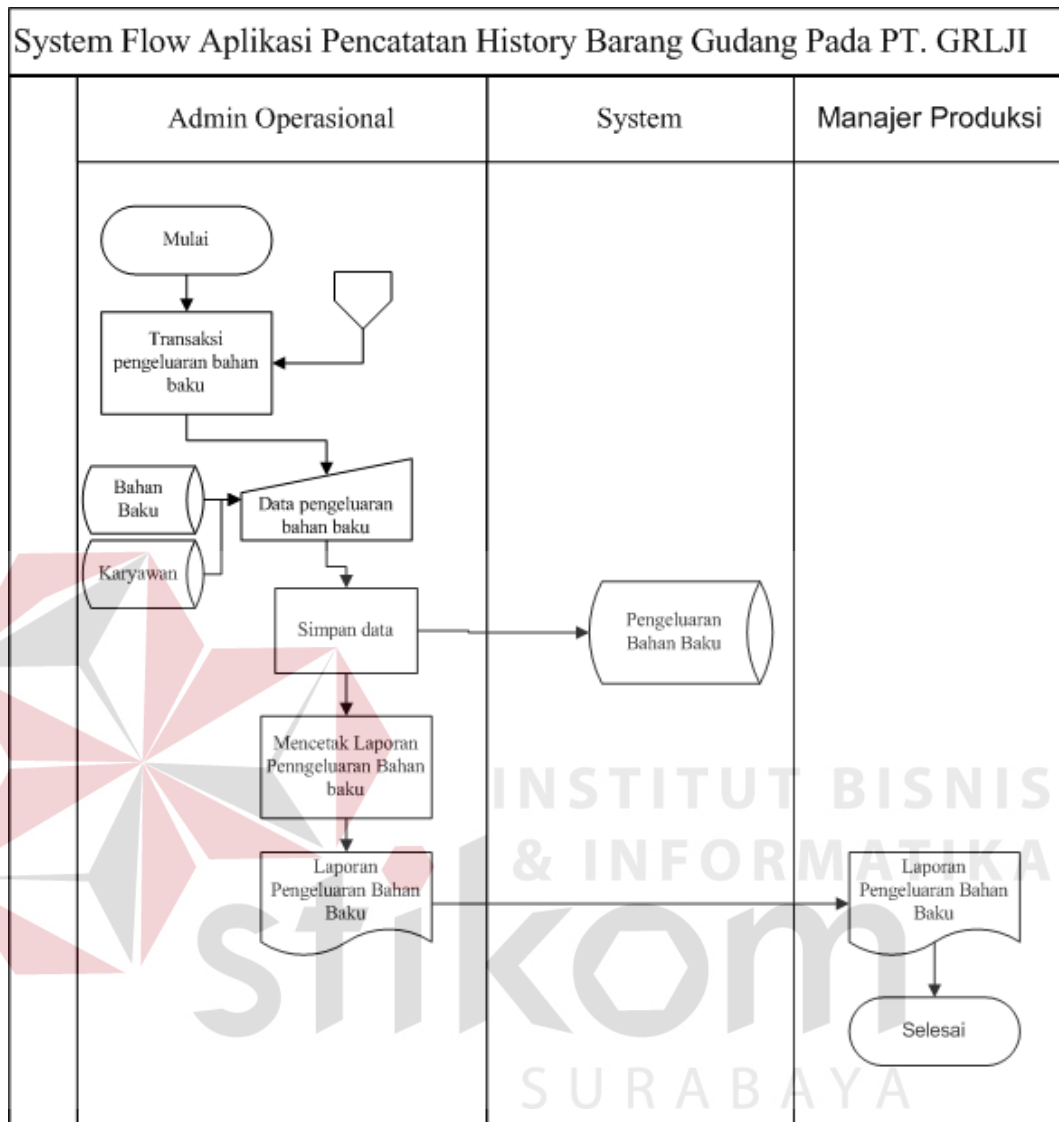 System Flow Aplikasi Pencatatan History Barang Gudang Pada PT. GRLJI
Admin Operasional
System
Manajer Produksi
Mulai
Transaksi
pengeluaran bahan
baku
Bahan
Baku
Data pengeluaran
bahan baku
Karyawan
Simpan data
Pengeluaran
Bahan Baku
Mencetak Laporan
Penngeluaran Bahan
baku
Laporan
Pengeluaran Bahan
Baku
Laporan
Pengeluaran Bahan
Baku
Selesai
INSTITUT BISNIS
& INFORMATIKA
stikom
SURABAYA